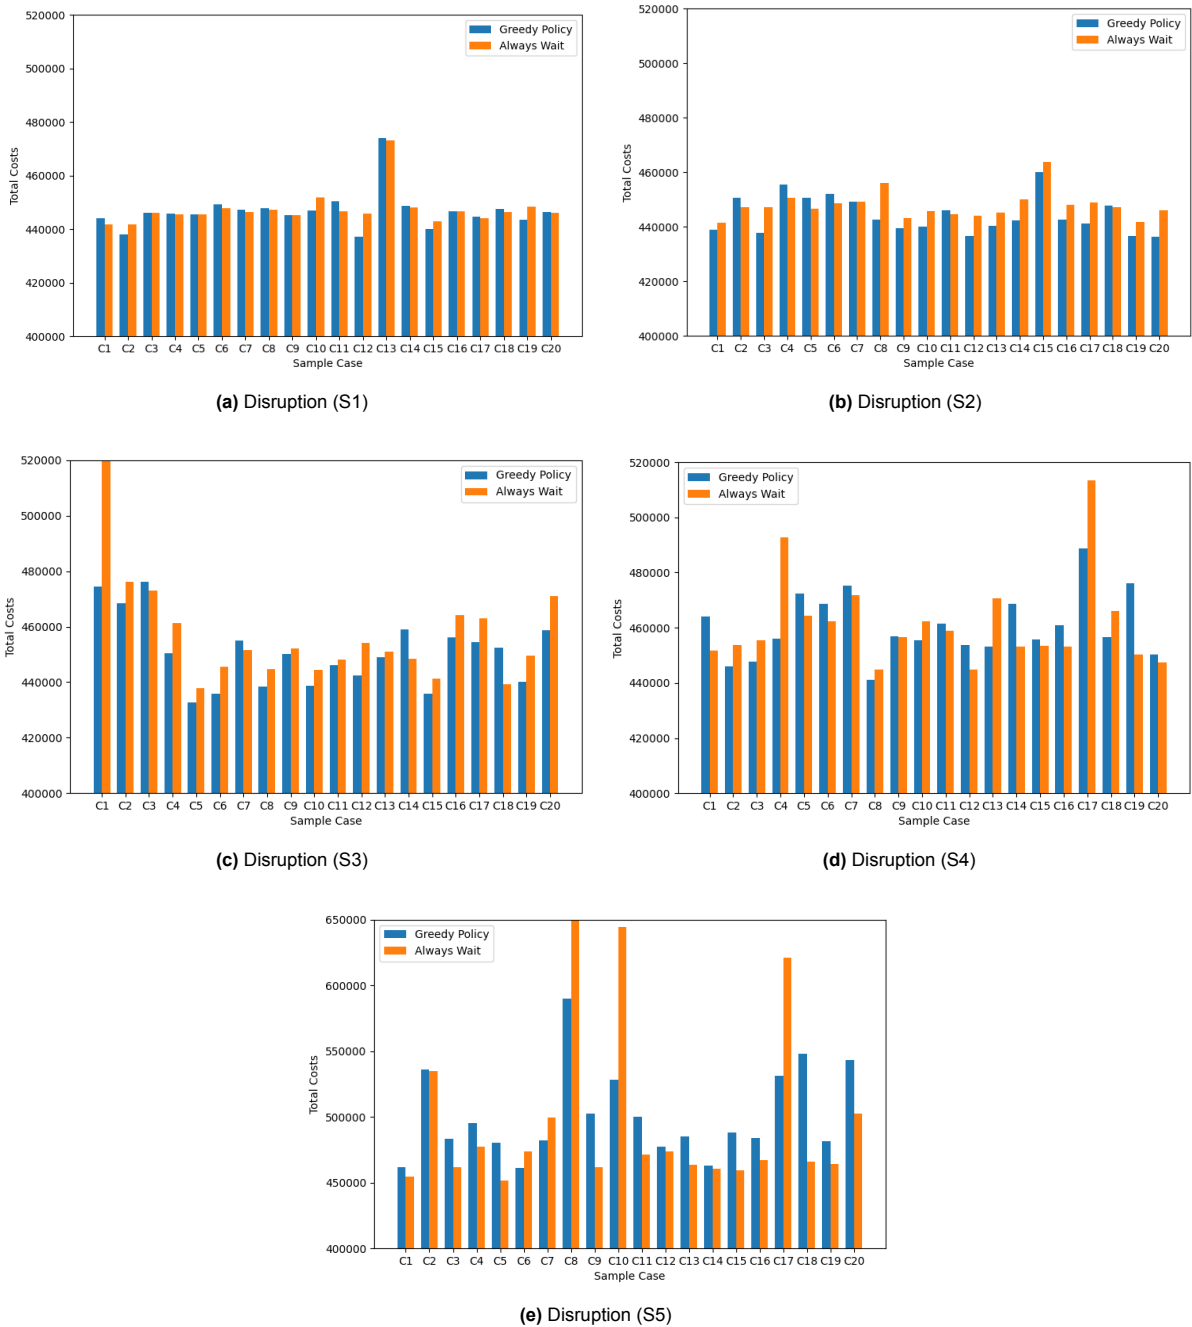 520000
500000
480000
460000
440000
420000
400000
Total Costs
Greedy Policy
Always Wait
C1 C2 C3 C4 C5 C6 C7 C8 C9 C10 C11 C12 C13 C14 C15 C16 C17 C18 C19 C20
Sample Case
(a) Disruption (S1)
520000
500000
480000
460000
440000
420000
400000
Total Costs
Greedy Policy
Always Wait
C1 C2 C3 C4 C5 C6 C7 C8 C9 C10 C11 C12 C13 C14 C15 C16 C17 C18 C19 C20
Sample Case
(b) Disruption (S2)
520000
500000
480000
460000
440000
420000
400000
Total Costs
Greedy Policy
Always Wait
C1 C2 C3 C4 C5 C6 C7 C8 C9 C10 C11 C12 C13 C14 C15 C16 C17 C18 C19 C20
Sample Case
(c) Disruption (S3)
520000
500000
480000
460000
440000
420000
400000
Total Costs
Greedy Policy
Always Wait
C1 C2 C3 C4 C5 C6 C7 C8 C9 C10 C11 C12 C13 C14 C15 C16 C17 C18 C19 C20
Sample Case
(d) Disruption (S4)
650000
600000
550000
500000
450000
400000
Total Costs
Greedy Policy
Always Wait
C1 C2 C3 C4 C5 C6 C7 C8 C9 C10 C11 C12 C13 C14 C15 C16 C17 C18 C19 C20
Sample Case
(e) Disruption (S5)